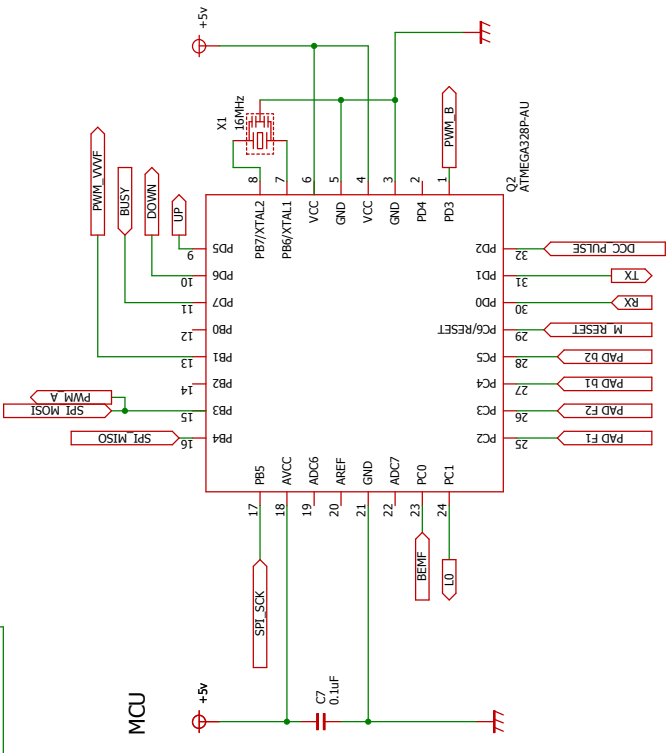 +5v
X1
16MHz
PWM_VVVF
BUSY
DOWN
UP
PWM_B
8
7
6
5
4
3
2
1
PB7/XTAL2
PB6/XTAL1
VCC
GND
VCC
GND
PD4
PD3
Q2
ATMEGA328P-AU
9
PD5
10
PD6
11
PD7
12
PB0
13
PB1
14
PB2
15
PB3
16
PB4
PWM_A
SPI_MOSI
SPI_MISO
PD2
32
DCC_PULSE
PD1
31
TX
PD0
30
RX
PC6/RESET
29
M_RESET
PC5
28
PAD b2
PC4
27
PAD b1
PC3
26
PAD F2
PC2
25
PAD F1
PB5
AVCC
ADC6
AREF
GND
ADC7
PC0
PC1
17
18
19
20
21
22
23
24
SPI_SCK
BEMF
L0
MCU
+5v
C7
0.1uF